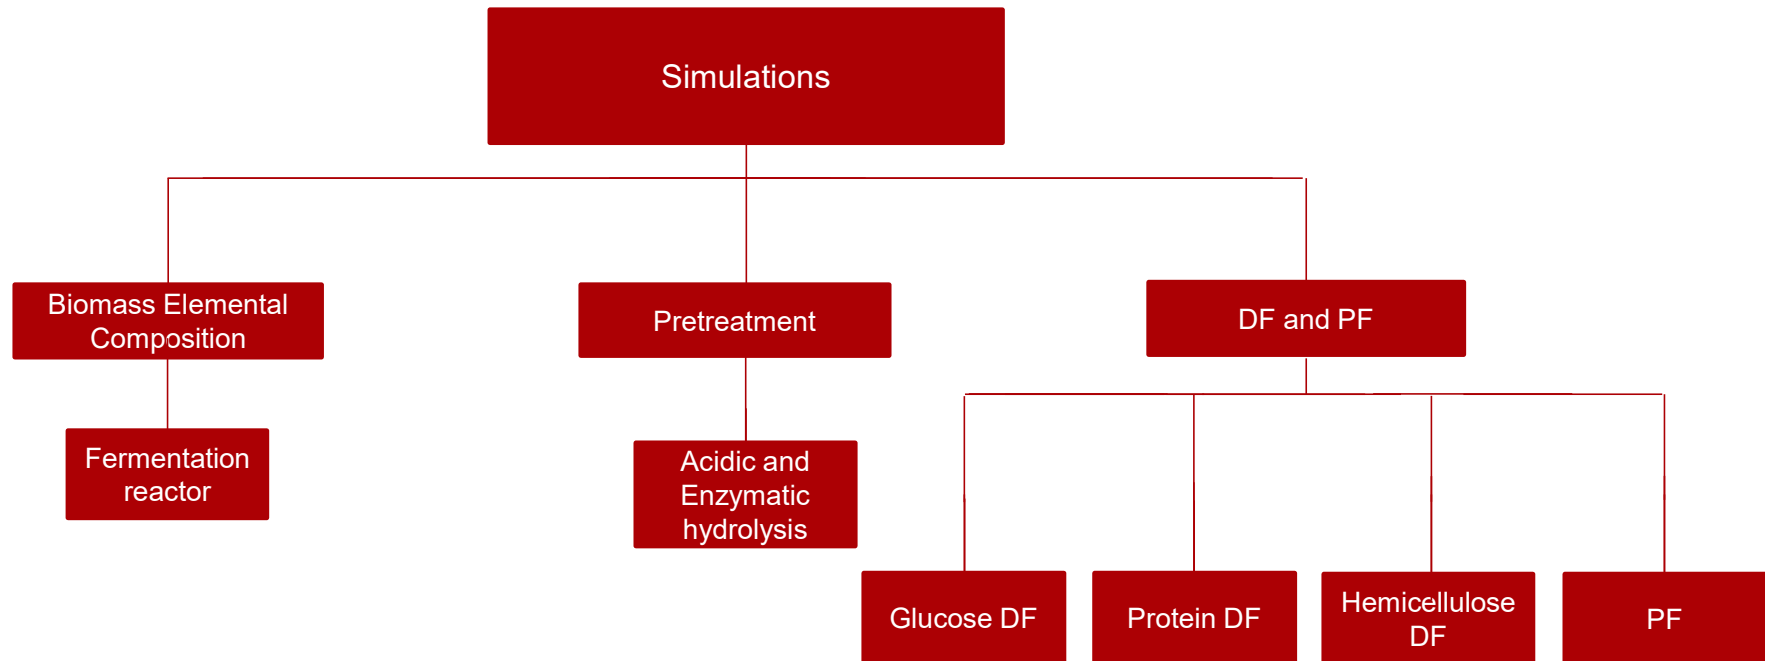 Simulations
Biomass Elemental
Composition
Pretreatment
DF and PF
Fermentation
reactor
Acidic and
Enzymatic
hydrolysis
Glucose DF
Protein DF
Hemicellulose
DF
PF